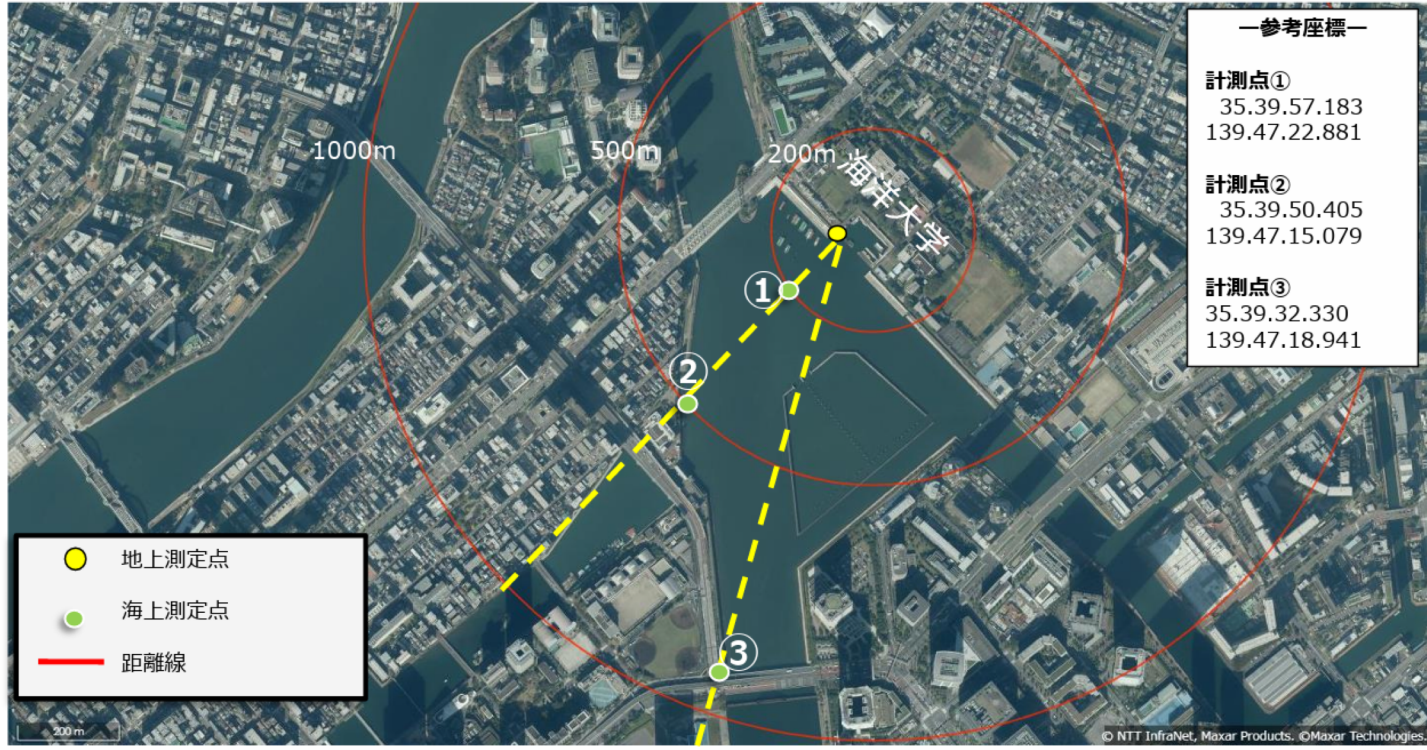 —参考座標—
計測点①
35.39.57.183
139.47.22.881
計測点②
35.39.50.405
139.47.15.079
計測点③
35.39.32.330
139.47.18.941
1000m
500m
200m
海洋大学
①
②
③
地上測定点
海上測定点
距離線
200 m
© NTT InfraNet, Maxar Products. ©Maxar Technologies.